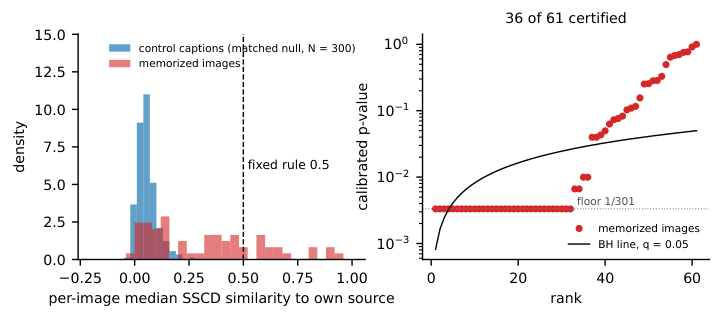 15.0
12.5
10.0
7.5
5.0
2.5
0.0
density
control captions (matched null, N = 300)
memorized images
fixed rule 0.5
−0.25
0.00
0.25
0.50
0.75
1.00
per-image median SSCD similarity to own source
36 of 61 certified
10⁰
10⁻¹
10⁻²
10⁻³
calibrated p-value
floor 1/301
memorized images
BH line, q = 0.05
0
20
40
60
rank